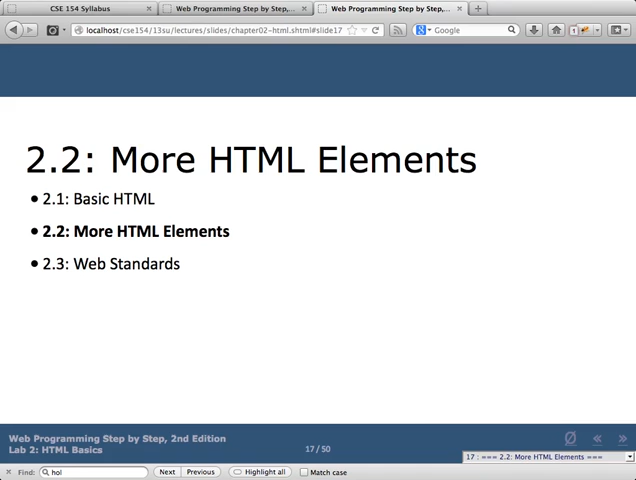 CSE 154 Syllabus
Web Programming Step by Step,...
Web Programming Step by Step,...
localhost/cse154/13su/lectures/slides/chapter02-html.shtml#slide17
Google
2.2: More HTML Elements
2.1: Basic HTML
2.2: More HTML Elements
2.3: Web Standards
Web Programming Step by Step, 2nd Edition
Lab 2: HTML Basics
17 / 50
17 : === 2.2: More HTML Elements ===
Find: hol Next Previous Highlight all Match case